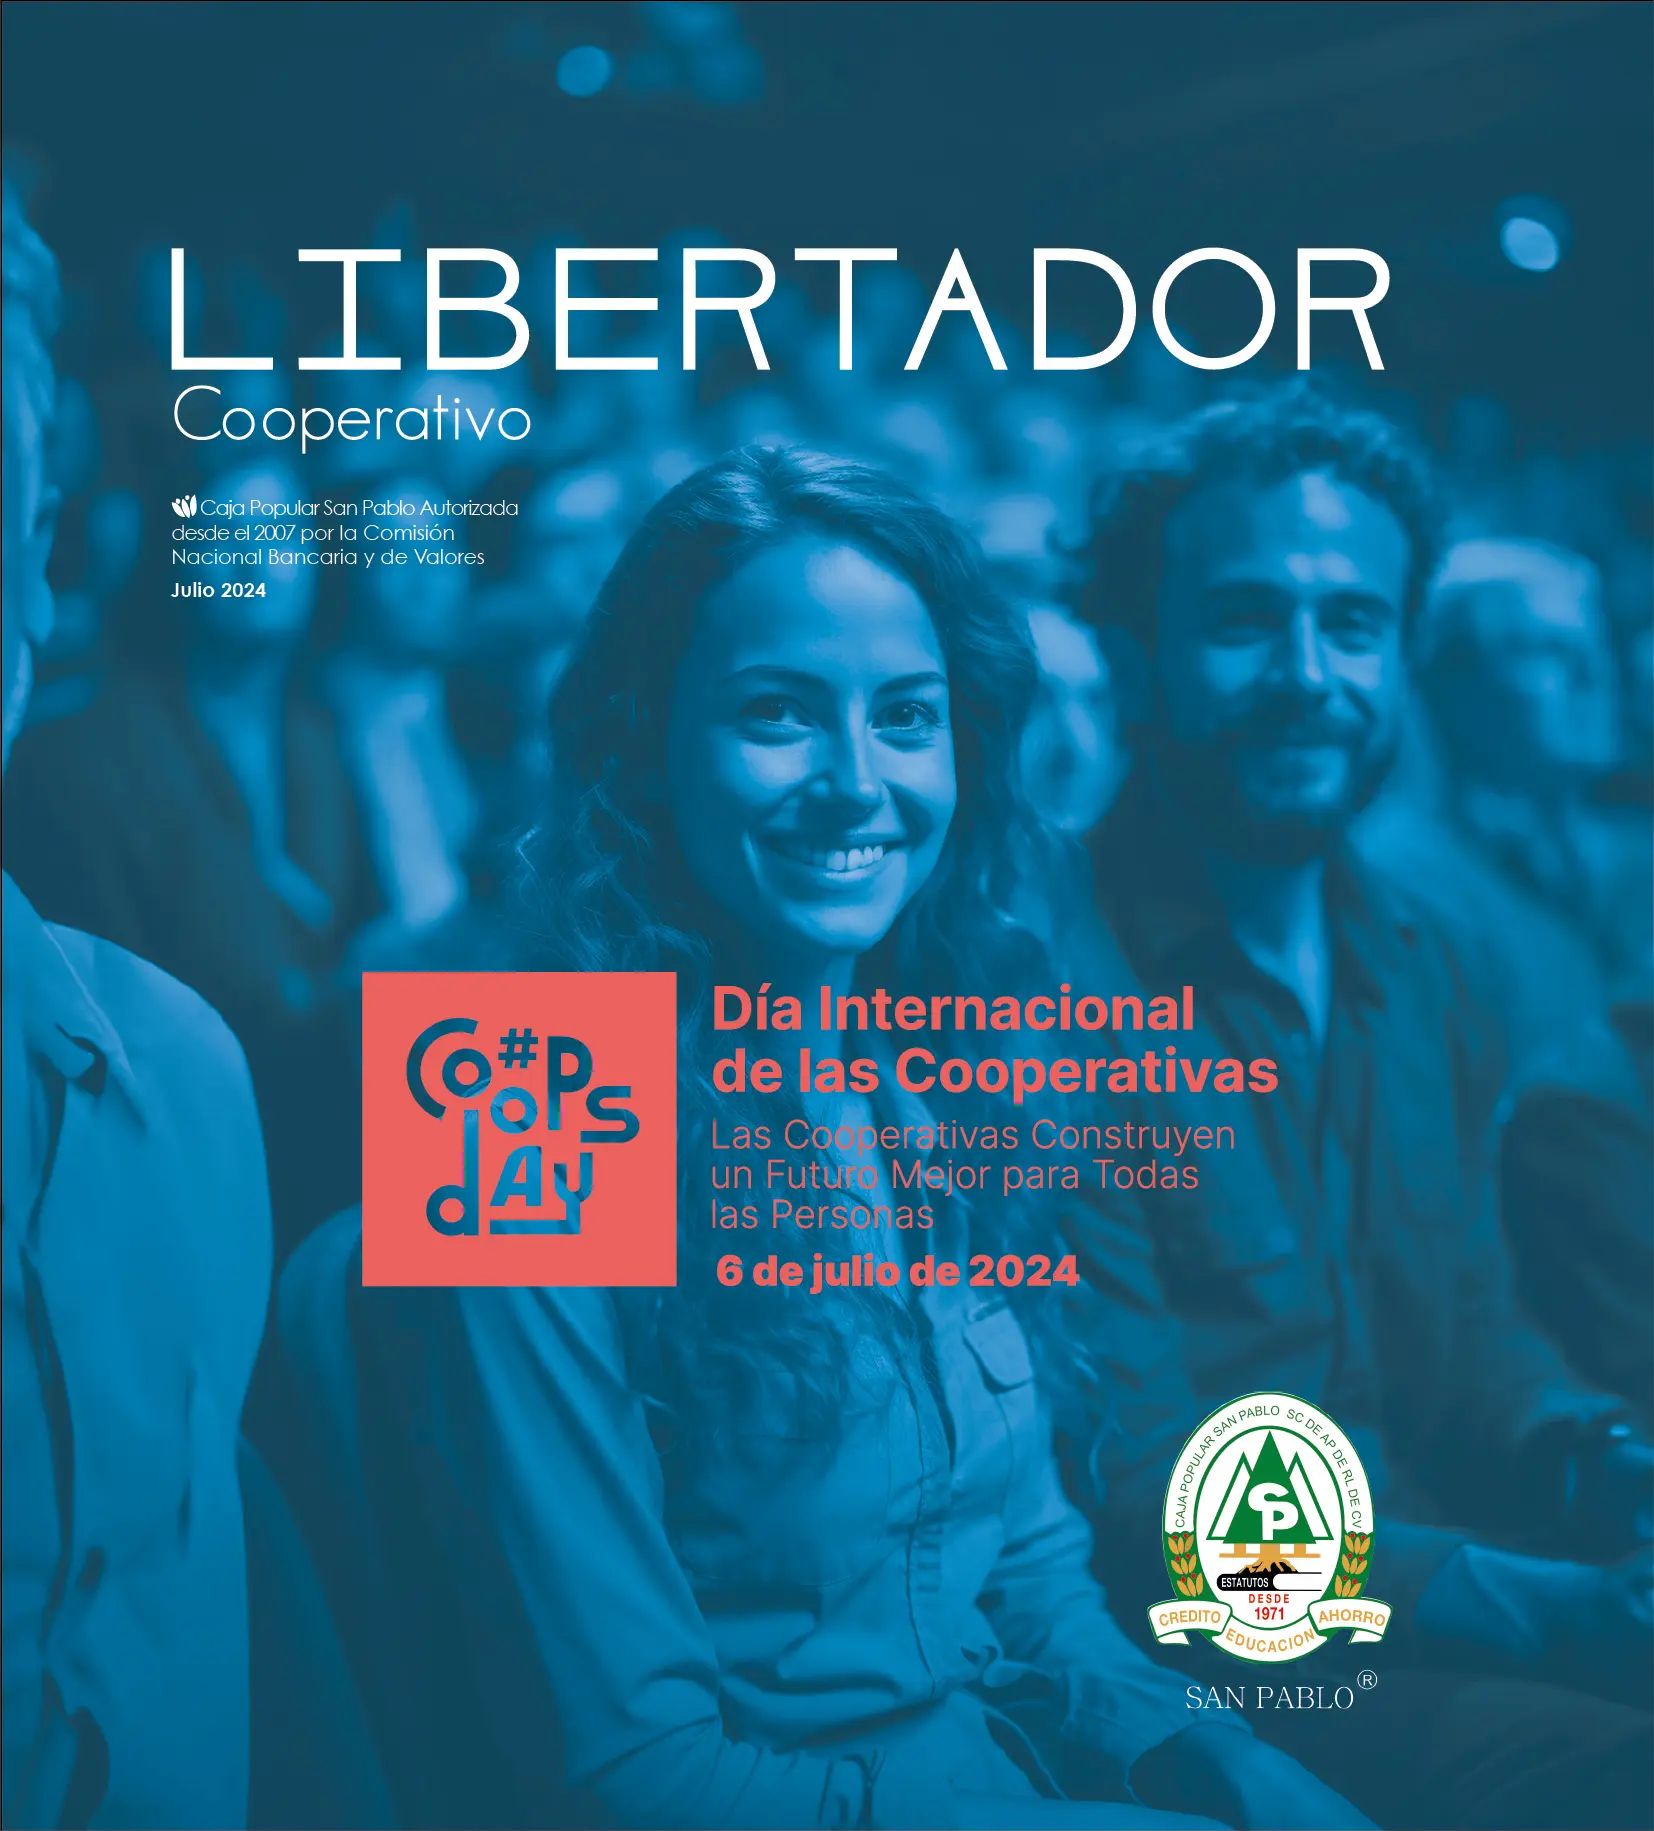 LIBERTADOR
Cooperativo
Caja Popular San Pablo Autorizada
desde el 2007 por la Comisión
Nacional Bancaria y de Valores
Julio 2024
#
Coops
day
Día Internacional
de las Cooperativas
Las Cooperativas Construyen
un Futuro Mejor para Todas
las Personas
6 de julio de 2024
CAJA POPULAR SAN PABLO SC DE AP DE RL DE CV
CP
ESTATUTOS
DESDE
1971
CREDITO
EDUCACION
AHORRO
SAN PABLO®